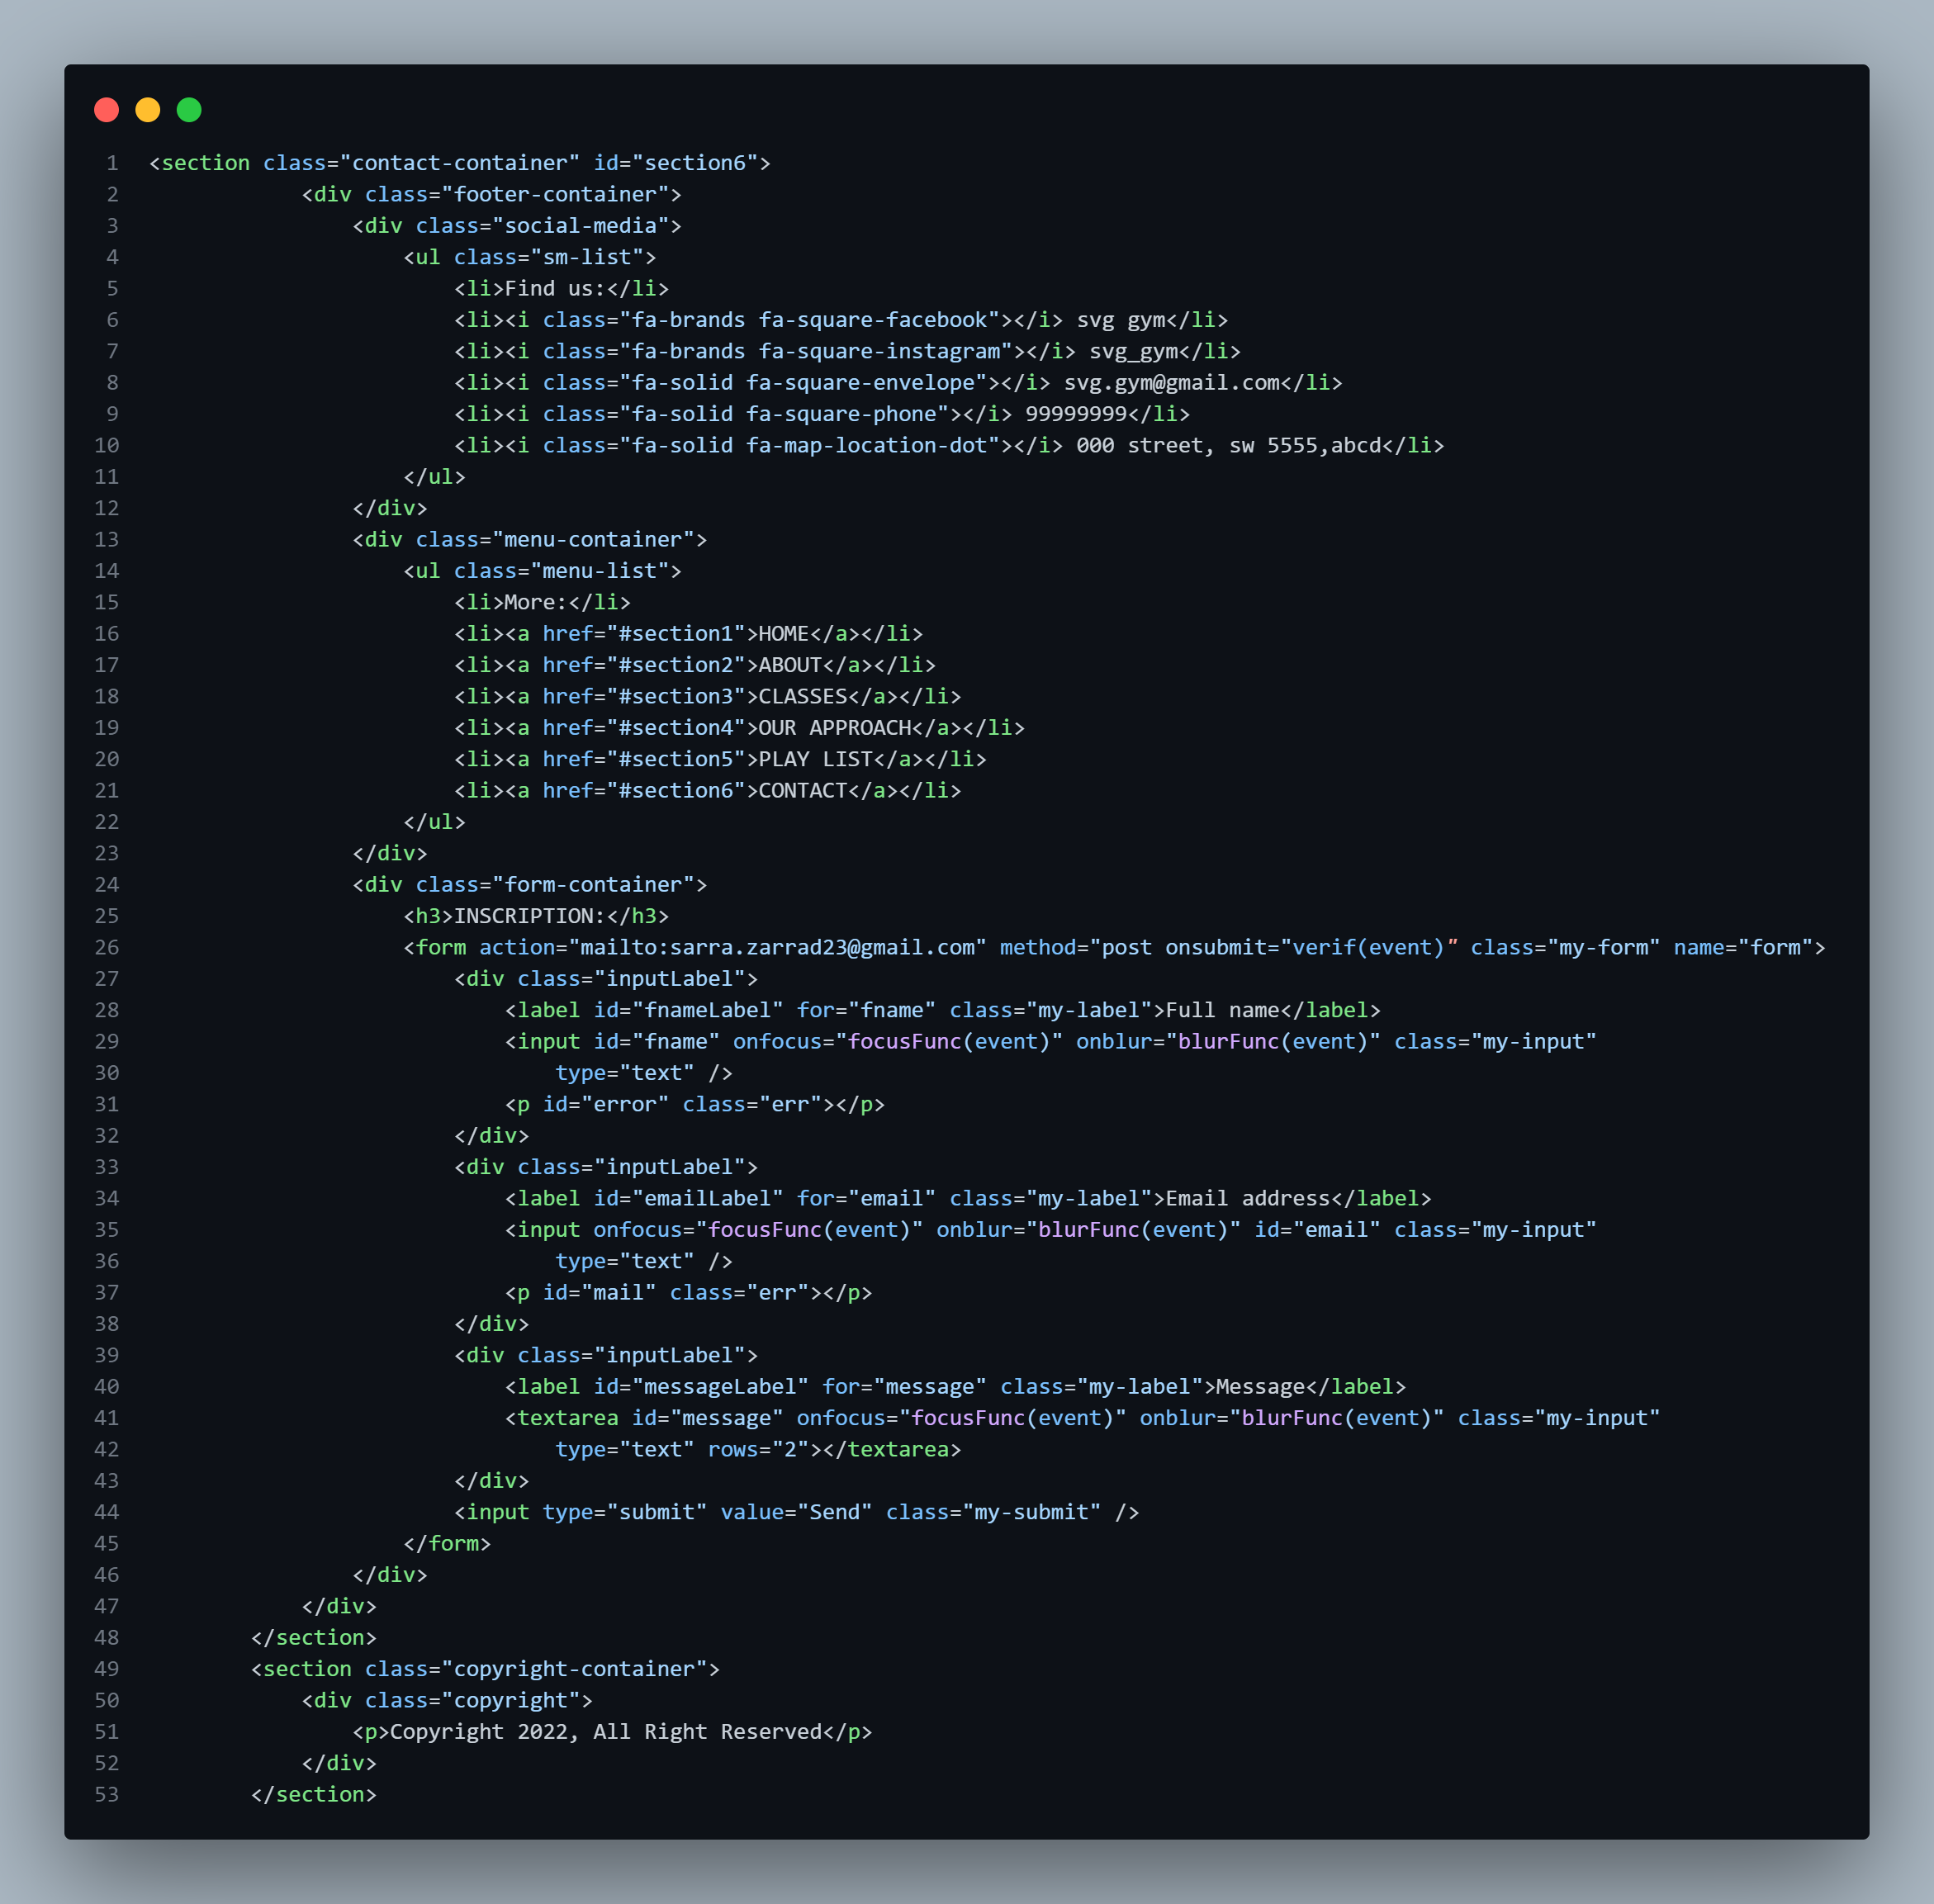 1 <section class="contact-container" id="section6">
2 <div class="footer-container">
3 <div class="social-media">
4 <ul class="sm-list">
5 <li>Find us:</li>
6 <li><i class="fa-brands fa-square-facebook"></i> svg gym</li>
7 <li><i class="fa-brands fa-square-instagram"></i> svg_gym</li>
8 <li><i class="fa-solid fa-square-envelope"></i> svg.gym@gmail.com</li>
9 <li><i class="fa-solid fa-square-phone"></i> 99999999</li>
10 <li><i class="fa-solid fa-map-location-dot"></i> 000 street, sw 5555,abcd</li>
11 </ul>
12 </div>
13 <div class="menu-container">
14 <ul class="menu-list">
15 <li>More:</li>
16 <li><a href="#section1">HOME</a></li>
17 <li><a href="#section2">ABOUT</a></li>
18 <li><a href="#section3">CLASSES</a></li>
19 <li><a href="#section4">OUR APPROACH</a></li>
20 <li><a href="#section5">PLAY LIST</a></li>
21 <li><a href="#section6">CONTACT</a></li>
22 </ul>
23 </div>
24 <div class="form-container">
25 <h3>INSCRIPTION:</h3>
26 <form action="mailto:sarra.zarrad23@gmail.com" method="post onsubmit="verif(event)" class="my-form" name="form">
27 <div class="inputLabel">
28 <label id="fnameLabel" for="fname" class="my-label">Full name</label>
29 <input id="fname" onfocus="focusFunc(event)" onblur="blurFunc(event)" class="my-input"
30 type="text" />
31 <p id="error" class="err"></p>
32 </div>
33 <div class="inputLabel">
34 <label id="emailLabel" for="email" class="my-label">Email address</label>
35 <input onfocus="focusFunc(event)" onblur="blurFunc(event)" id="email" class="my-input"
36 type="text" />
37 <p id="mail" class="err"></p>
38 </div>
39 <div class="inputLabel">
40 <label id="messageLabel" for="message" class="my-label">Message</label>
41 <textarea id="message" onfocus="focusFunc(event)" onblur="blurFunc(event)" class="my-input"
42 type="text" rows="2"></textarea>
43 </div>
44 <input type="submit" value="Send" class="my-submit" />
45 </form>
46 </div>
47 </div>
48 </section>
49 <section class="copyright-container">
50 <div class="copyright">
51 <p>Copyright 2022, All Right Reserved</p>
52 </div>
53 </section>